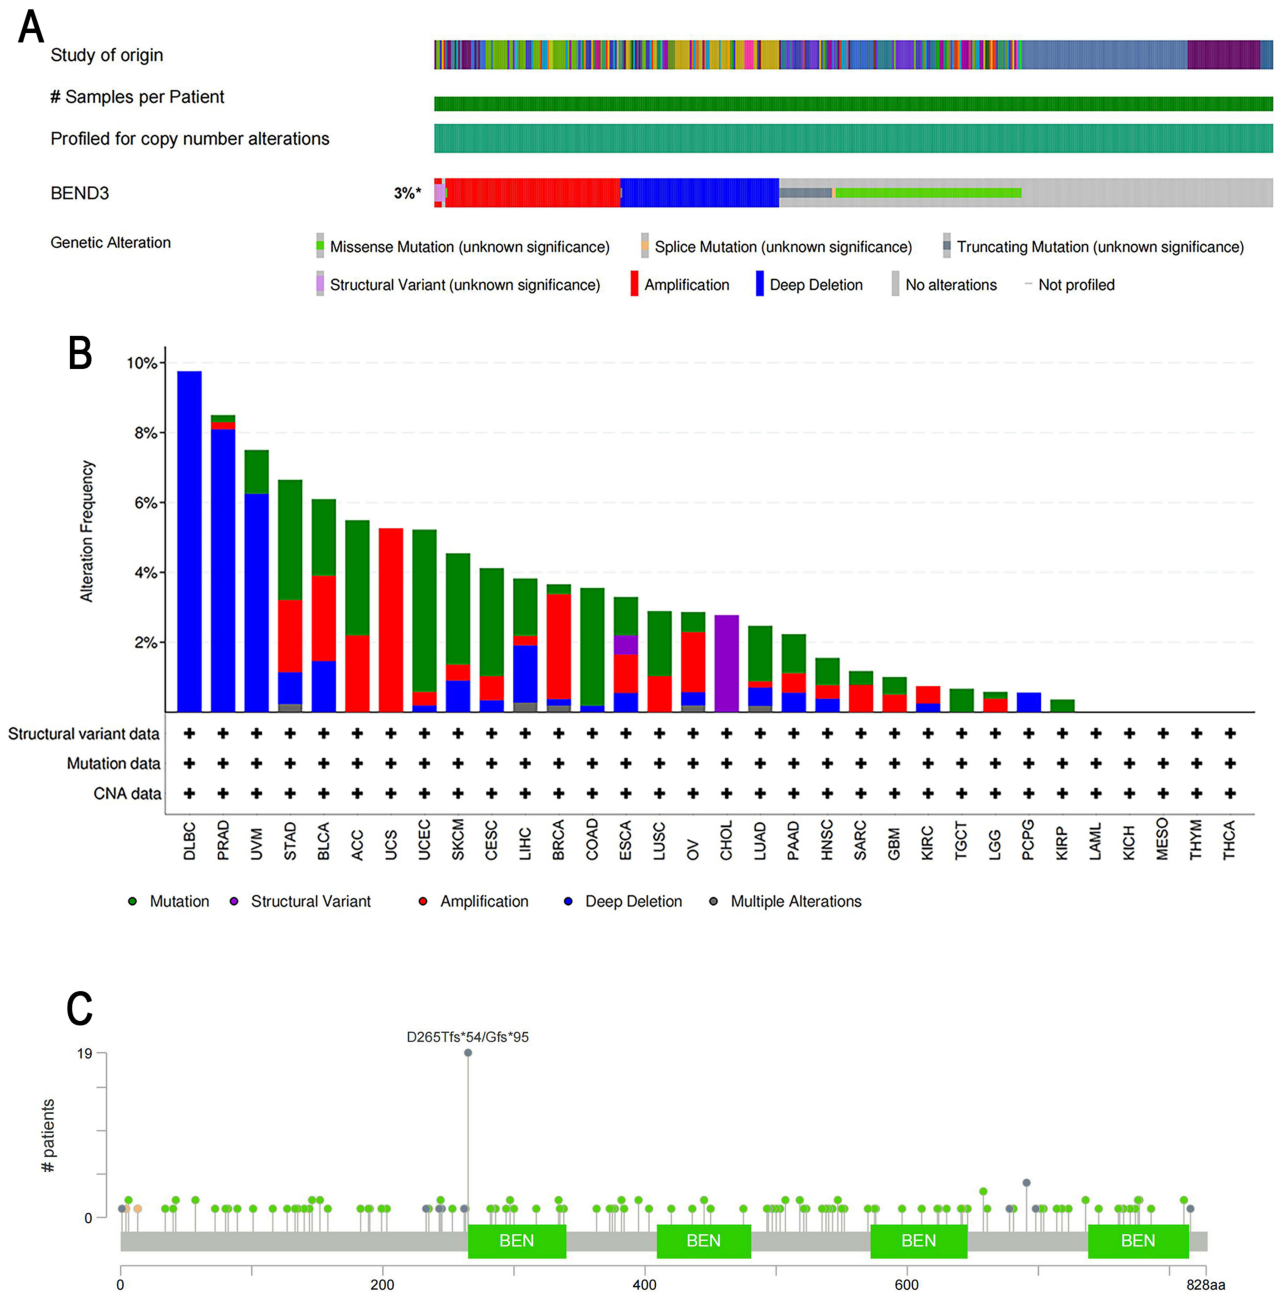 A
Study of origin
# Samples per Patient
Profiled for copy number alterations
BEND3 3%*
Genetic Alteration Missense Mutation (unknown significance) Splice Mutation (unknown significance) Truncating Mutation (unknown significance)
Structural Variant (unknown significance) Amplification Deep Deletion No alterations Not profiled
B
10%
8%
6%
4%
2%
Alteration Frequency
Structural variant data
Mutation data
CNA data
DLBC PRAD UVM STAD BLCA ACC UCS UCEC SKCM CESC LIHC BRCA COAD ESCA LUSC OV CHOL LUAD PAAD HNSC SARC GBM KIRC TGCT LGG PCPG KIRP LAML KICH MESO THYM THCA
Mutation Structural Variant Amplification Deep Deletion Multiple Alterations
C
D265Tfs*54/Gfs*95
19
# patients
0
BEN BEN BEN BEN
0 200 400 600 828aa